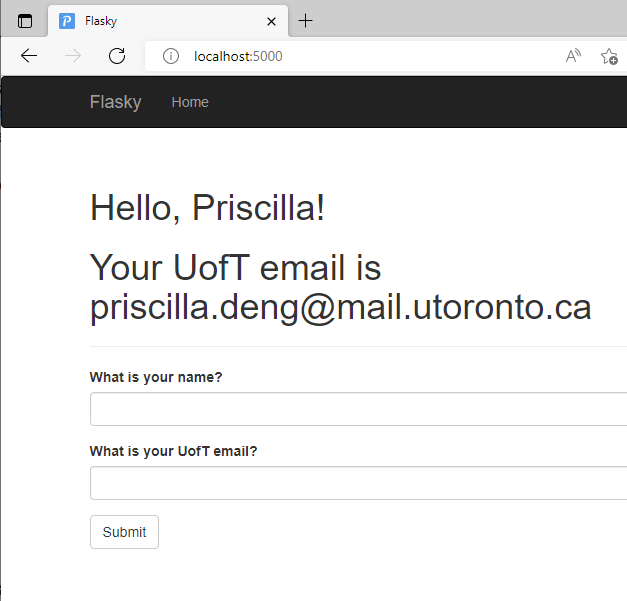 Flasky
localhost:5000
Flasky Home
Hello, Priscilla!
Your UofT email is
priscilla.deng@mail.utoronto.ca
What is your name?
What is your UofT email?
Submit